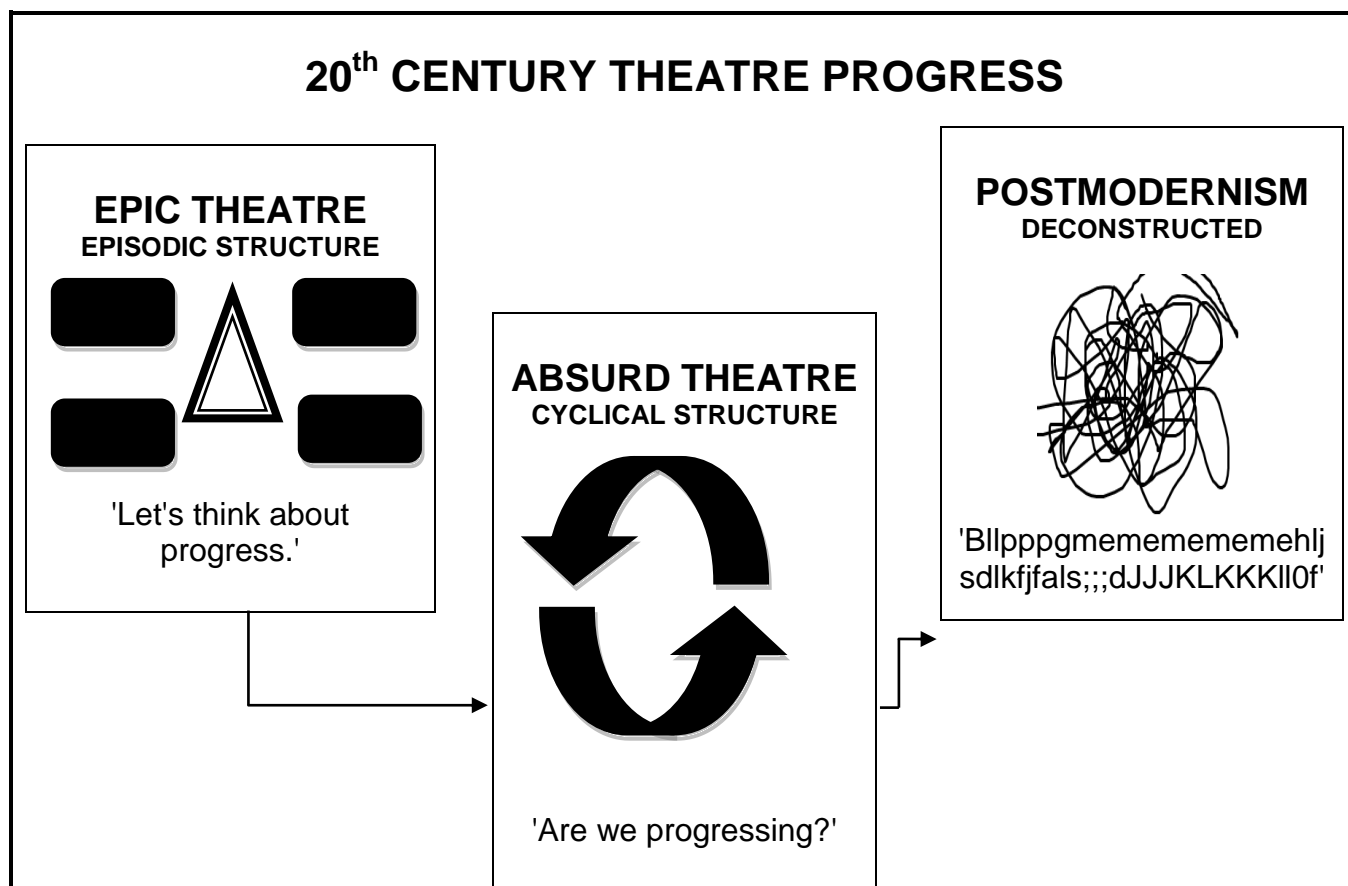 20th CENTURY THEATRE PROGRESS
EPIC THEATRE
EPISODIC STRUCTURE
'Let's think about
progress.'
ABSURD THEATRE
CYCLICAL STRUCTURE
'Are we progressing?'
POSTMODERNISM
DECONSTRUCTED
'Bllpppgmemememememehlj
sdlkfjfals;;;dJJJKLKKKll0f'